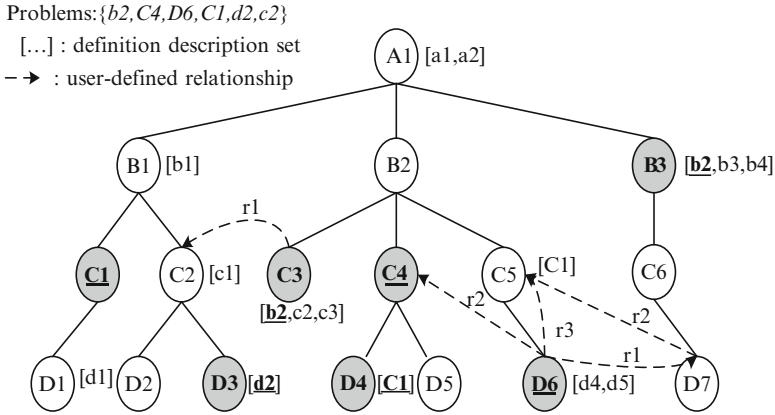 Problems:{b2,C4,D6,C1,d2,c2}
[…] : definition description set
: user-defined relationship
A1 [a1,a2]
B1 [b1] B2 B3 [b2,b3,b4]
r1
C1 C2 [c1] C3 C4 C5 [C1] C6
[b2,c2,c3] r2 r3 r2
r1
D1 [d1] D2 D3 [d2] D4 [C1] D5 D6 [d4,d5] D7